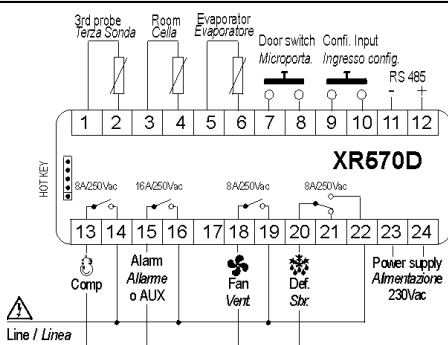 3rd probe Room Evaporator
Terza Sonda Cella Evaporatore
Door switch Confi. Input
Microporta. Ingresso config.
RS 485
- +
1 2 3 4 5 6 7 8 9 10 11 12
HOT KEY
XR570D
8A/250Vac 16A/250Vac 8A/250Vac 8A/250Vac
13 14 15 16 17 18 19 20 21 22 23 24
Comp
Alarm
Allarme
o AUX
Fan
Vent.
Def.
Sbr.
Power supply
Alimentazione
230Vac
Line / Linea